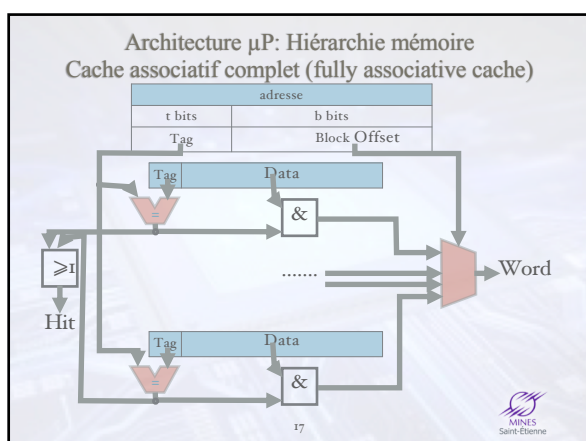 Architecture µP: Hiérarchie mémoire
Cache associatif complet (fully associative cache)
adresse
t bits
b bits
Tag
Block Offset
Tag
Data
=
&
≥1
Hit
.......
Word
Tag
Data
=
&
17
MINES
Saint-Étienne